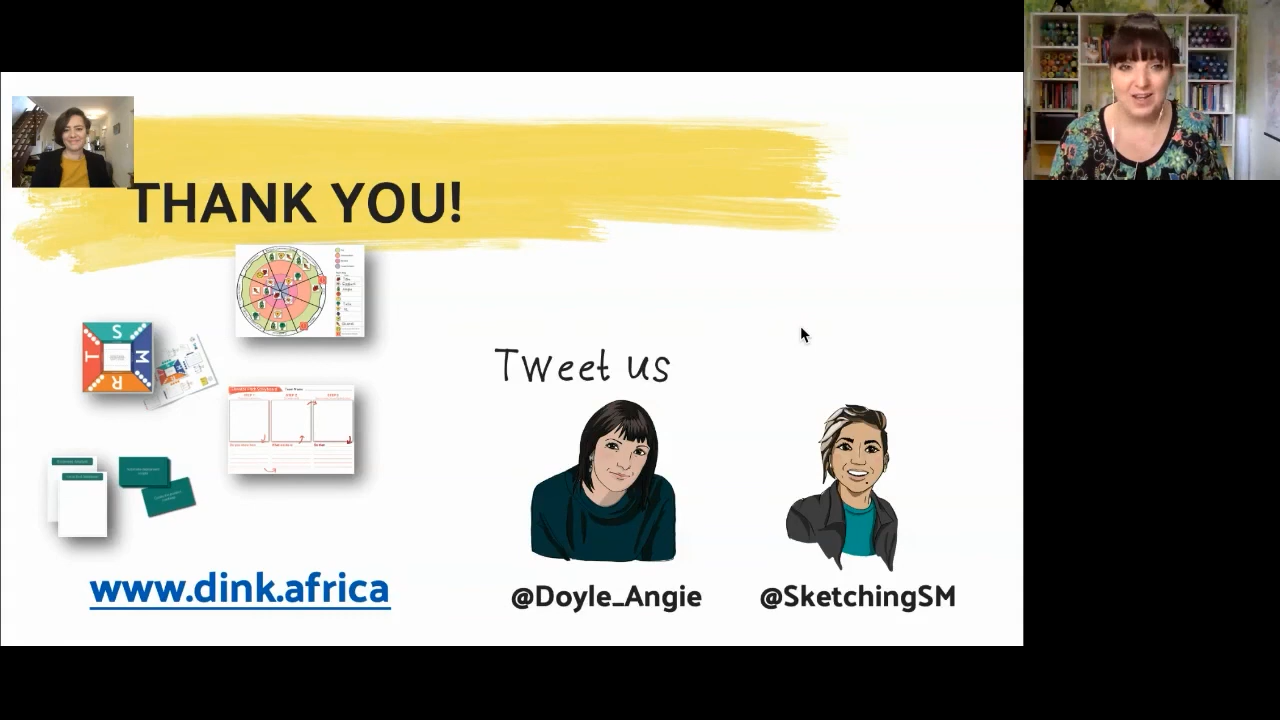 THANK YOU!
S
M
R
T
Tweet us
www.dink.africa
@Doyle_Angie
@SketchingSM